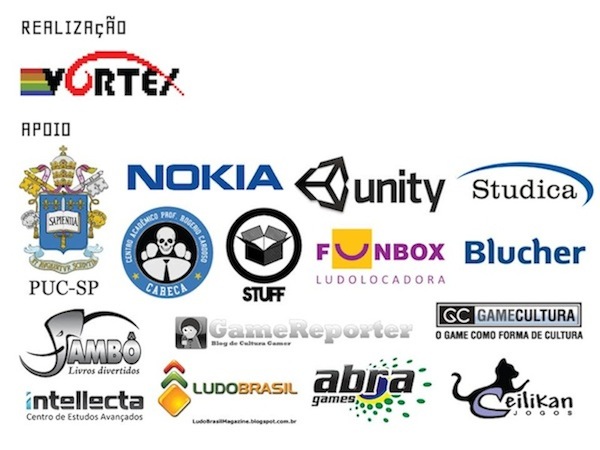 REALIZAÇÃO
VORTEX
APOIO
SAPIENTIA
PUC-SP
NOKIA
unity
Studica
CENTRO ACADÊMICO PROF. ROGERO CARDOSO
CABECA
STUFF
FUNBOX
LUDOLOCADORA
Blucher
JAMBÔ
Livros divertidos
GameReporter
Blog de Cultura Gamer
GC GAMECULTURA
O GAME COMO FORMA DE CULTURA
intellecta
Centro de Estudos Avançados
LUDOBRASIL
LudoBrasilMagazine.blogspot.com.br
abra
games
Ceilikan
JOGOS